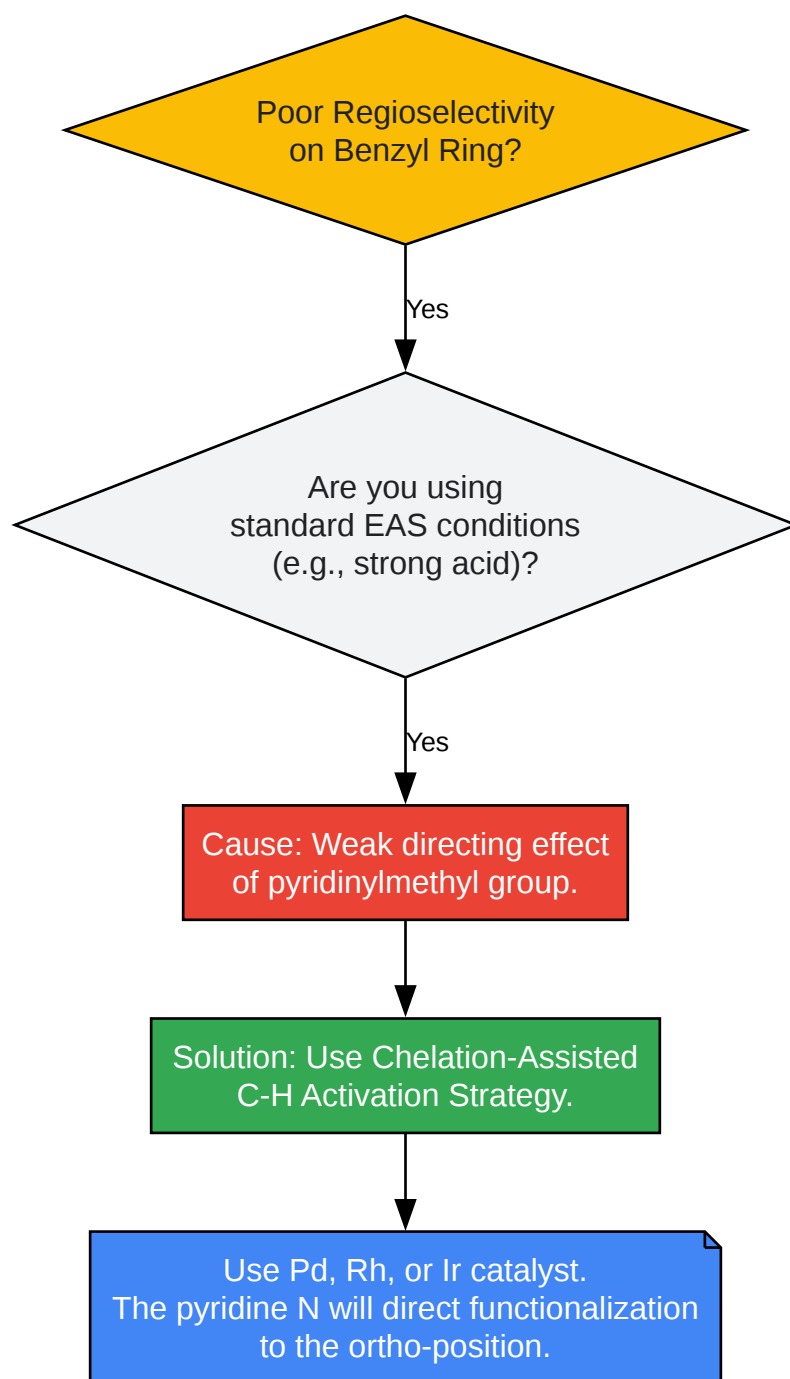 Poor Regioselectivity
on Benzyl Ring?
Yes
Are you using
standard EAS conditions
(e.g., strong acid)?
Yes
Cause: Weak directing effect
of pyridinylmethyl group.
Solution: Use Chelation-Assisted
C-H Activation Strategy.
Use Pd, Rh, or Ir catalyst.
The pyridine N will direct functionalization
to the ortho-position.